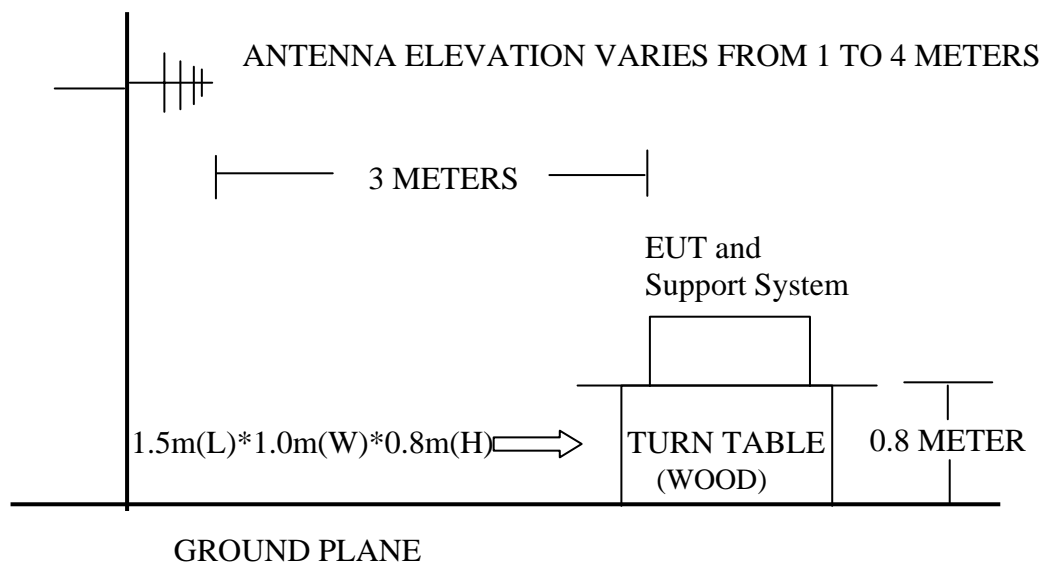 ANTENNA ELEVATION VARIES FROM 1 TO 4 METERS
3 METERS
EUT and
Support System
1.5m(L)*1.0m(W)*0.8m(H)
TURN TABLE
(WOOD)
0.8 METER
GROUND PLANE